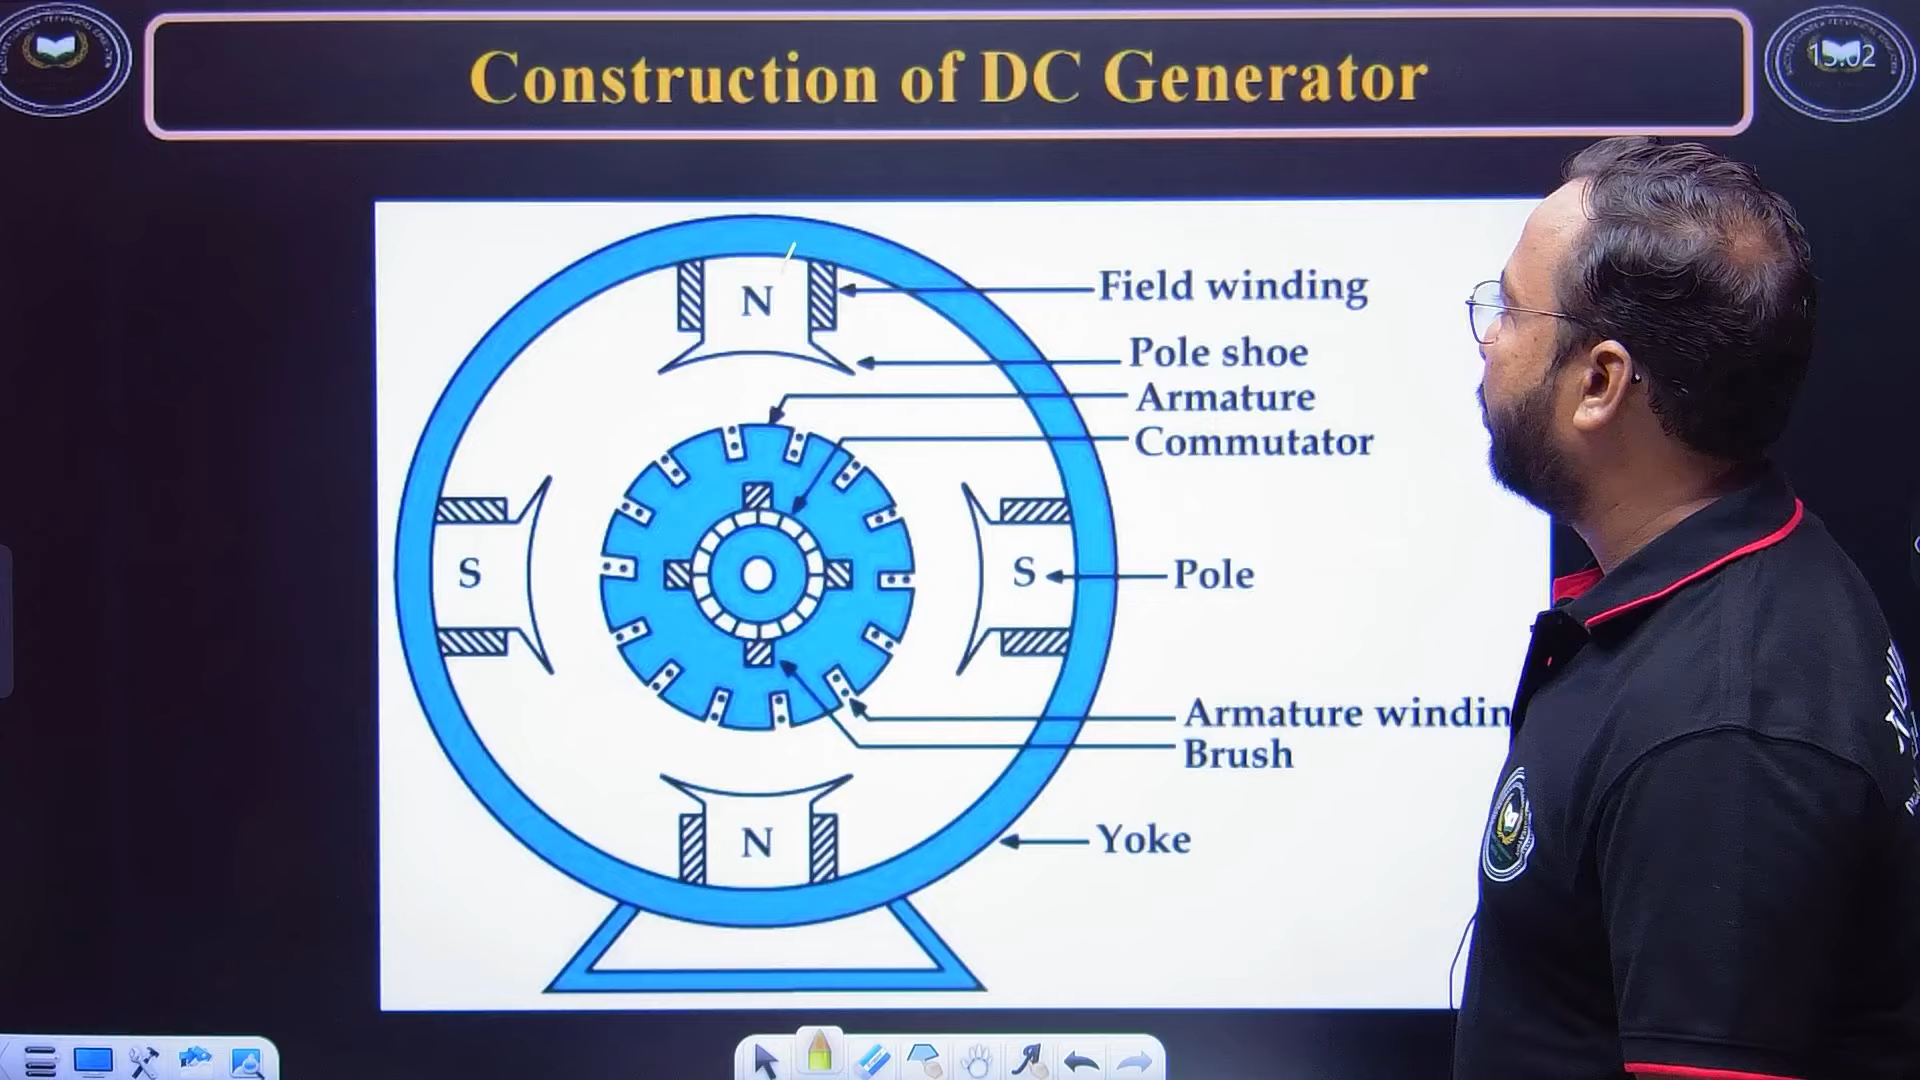 Construction of DC Generator
15:02
N
Field winding
Pole shoe
Armature
Commutator
S
S
Pole
Armature windin
Brush
N
Yoke